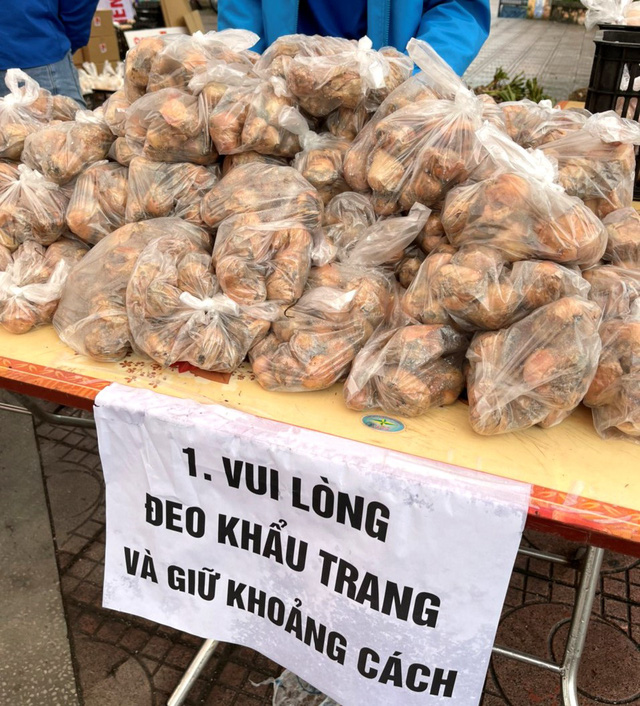 1. VUI LÒNG
ĐEO KHẨU TRANG
VÀ GIỮ KHOẢNG CÁCH